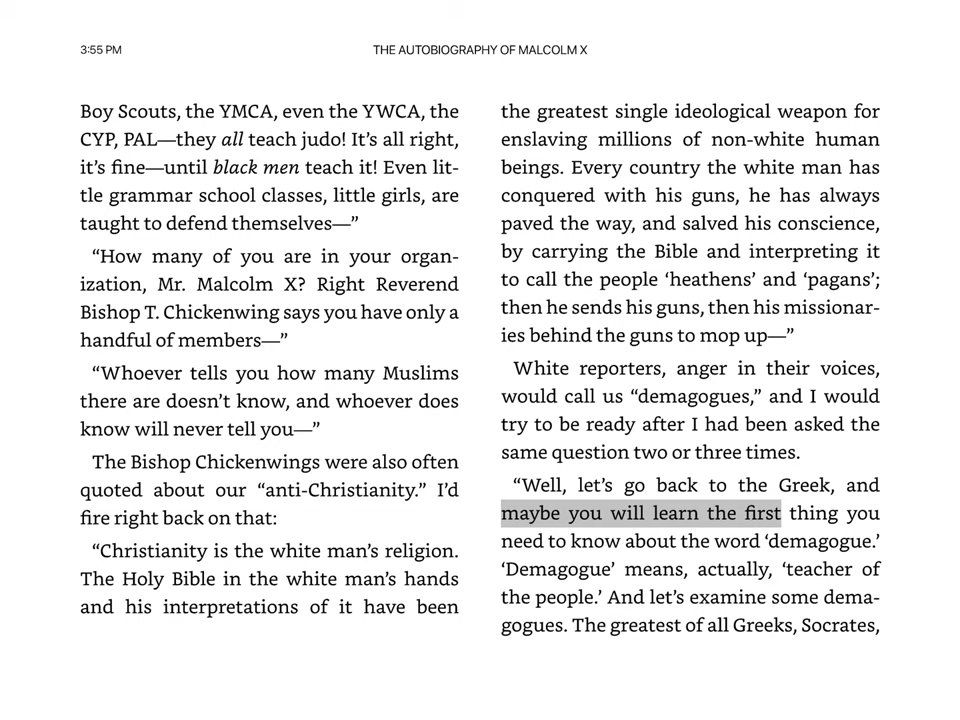 3:55 PM
THE AUTOBIOGRAPHY OF MALCOLM X
Boy Scouts, the YMCA, even the YWCA, the
CYP, PAL—they all teach judo! It’s all right,
it’s fine—until black men teach it! Even lit-
tle grammar school classes, little girls, are
taught to defend themselves—”
“How many of you are in your organ-
ization, Mr. Malcolm X? Right Reverend
Bishop T. Chickenwing says you have only a
handful of members—”
“Whoever tells you how many Muslims
there are doesn’t know, and whoever does
know will never tell you—”
The Bishop Chickenwings were also often
quoted about our “anti-Christianity.” I’d
fire right back on that:
“Christianity is the white man’s religion.
The Holy Bible in the white man’s hands
and his interpretations of it have been
the greatest single ideological weapon for
enslaving millions of non-white human
beings. Every country the white man has
conquered with his guns, he has always
paved the way, and salved his conscience,
by carrying the Bible and interpreting it
to call the people ‘heathens’ and ‘pagans’;
then he sends his guns, then his missionar-
ies behind the guns to mop up—”
White reporters, anger in their voices,
would call us “demagogues,” and I would
try to be ready after I had been asked the
same question two or three times.
“Well, let’s go back to the Greek, and
maybe you will learn the first thing you
need to know about the word ‘demagogue.’
‘Demagogue’ means, actually, ‘teacher of
the people.’ And let’s examine some dema-
gogues. The greatest of all Greeks, Socrates,